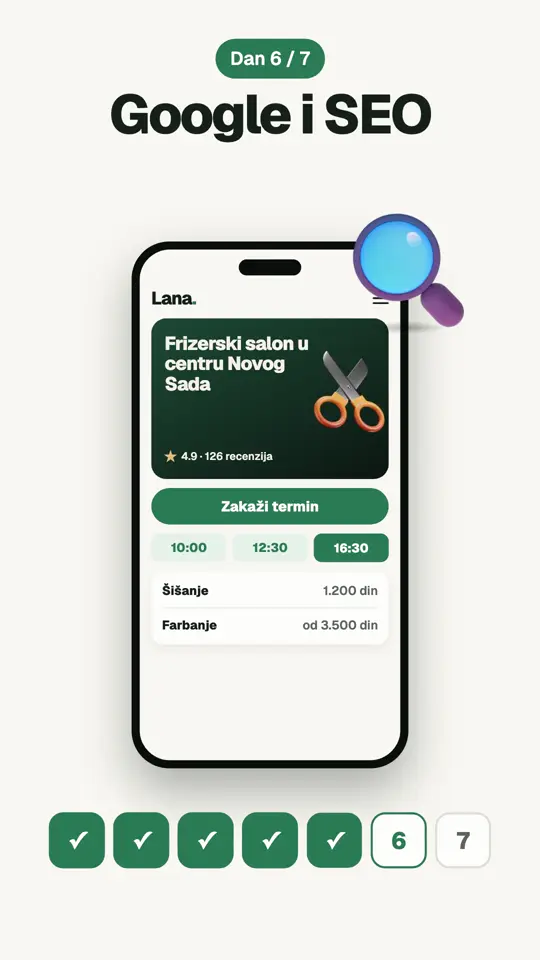 Dan 6 / 7
Google i SEO
Lana.
Frizerski salon u
centru Novog
Sada
★ 4.9 · 126 recenzija
Zakaži termin
10:00 12:30 16:30
Šišanje 1.200 din
Farbanje od 3.500 din
✓ ✓ ✓ ✓ ✓ 6 7